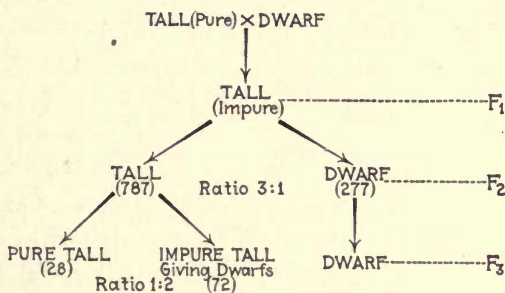 TALL(Pure) × DWARF
TALL
(Impure)
F1
TALL
(787)
Ratio 3:1
DWARF
(277)
F2
PURE TALL
(28)
Ratio 1:2
IMPURE TALL
Giving Dwarfs
(72)
DWARF
F3